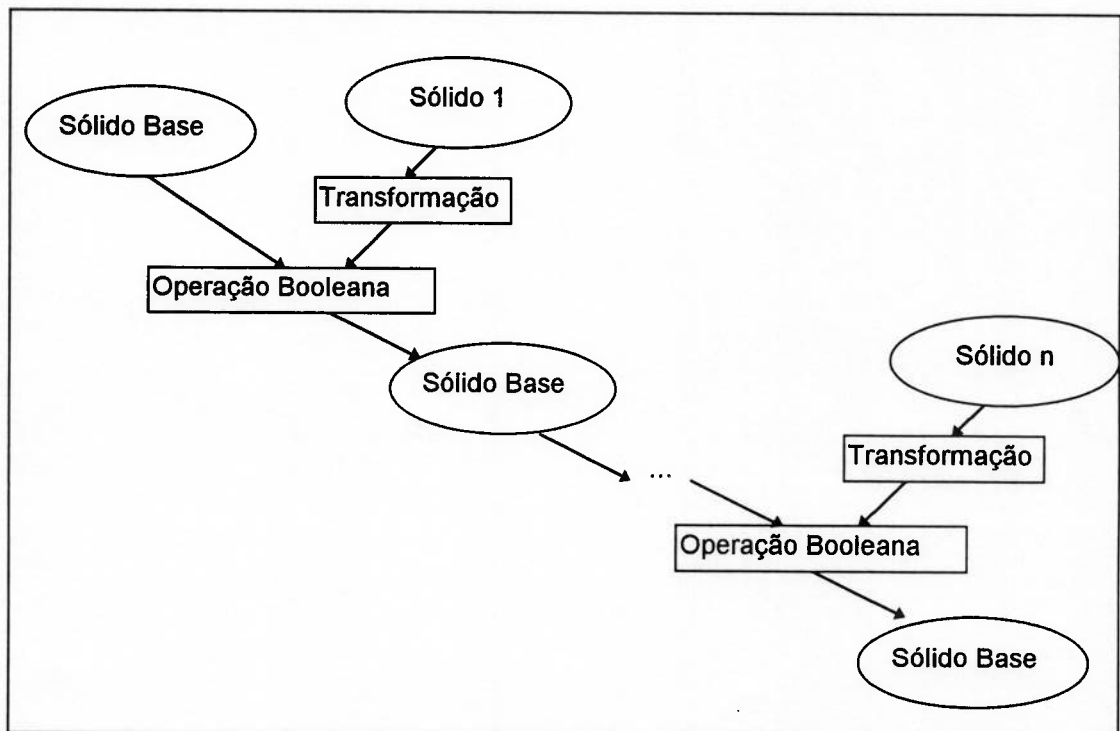 Sólido 1
Sólido Base
Transformação
Operação Booleana
Sólido n
Sólido Base
Transformação
...
Operação Booleana
Sólido Base